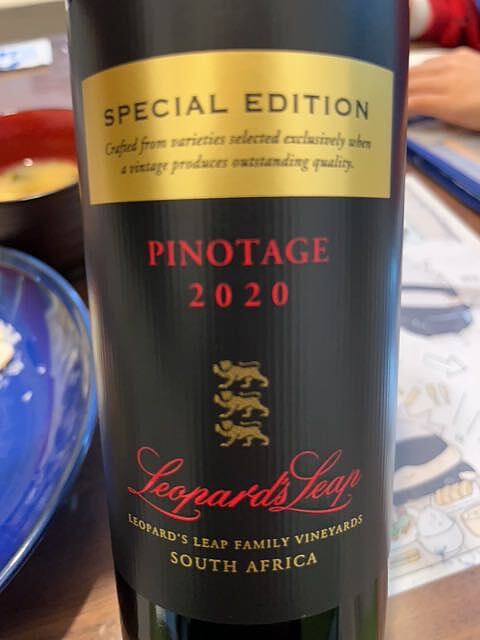 SPECIAL EDITION
Crafted from varieties selected exclusively when
a vintage produces outstanding quality.
PINOTAGE
2020
Leopard's Leap
LEOPARD'S LEAP FAMILY VINEYARDS
SOUTH AFRICA